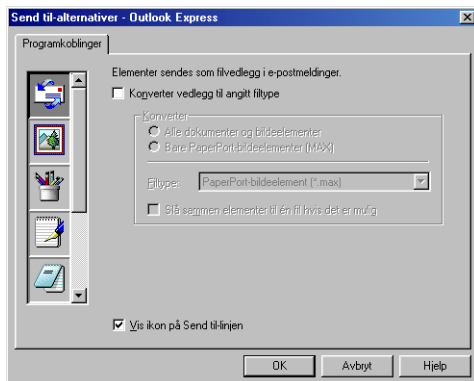 Send til-alternativer - Outlook Express
Programkoblinger
Elementer sendes som filvedlegg i e-postmeldinger.
Konverter vedlegg til angitt filtype
Konverter
Alle dokumenter og bildeelementer
Bare PaperPort-bildeelementer (MAX)
Filtype:
PaperPort-bildeelement (*.max)
Slå sammen elementer til én fil hvis det er mulig
Vis ikon på Send til-linjen
OK
Avbryt
Hjelp